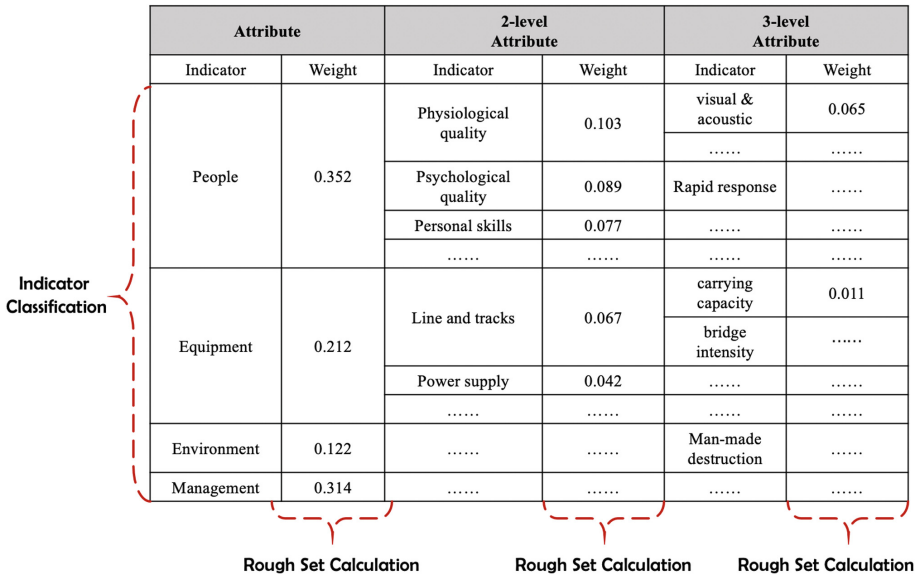 Attribute
2-level
Attribute
3-level
Attribute
Indicator
Weight
Indicator
Weight
Indicator
Weight
People
0.352
Physiological
quality
0.103
visual &
acoustic
0.065
……
……
Psychological
quality
0.089
Rapid response
……
Personal skills
0.077
……
……
……
……
……
……
Equipment
0.212
Line and tracks
0.067
carrying
capacity
0.011
bridge
intensity
……
Power supply
0.042
……
……
……
……
……
……
Environment
0.122
……
……
Man-made
destruction
……
Management
0.314
……
……
……
……
Indicator
Classification
Rough Set Calculation
Rough Set Calculation
Rough Set Calculation